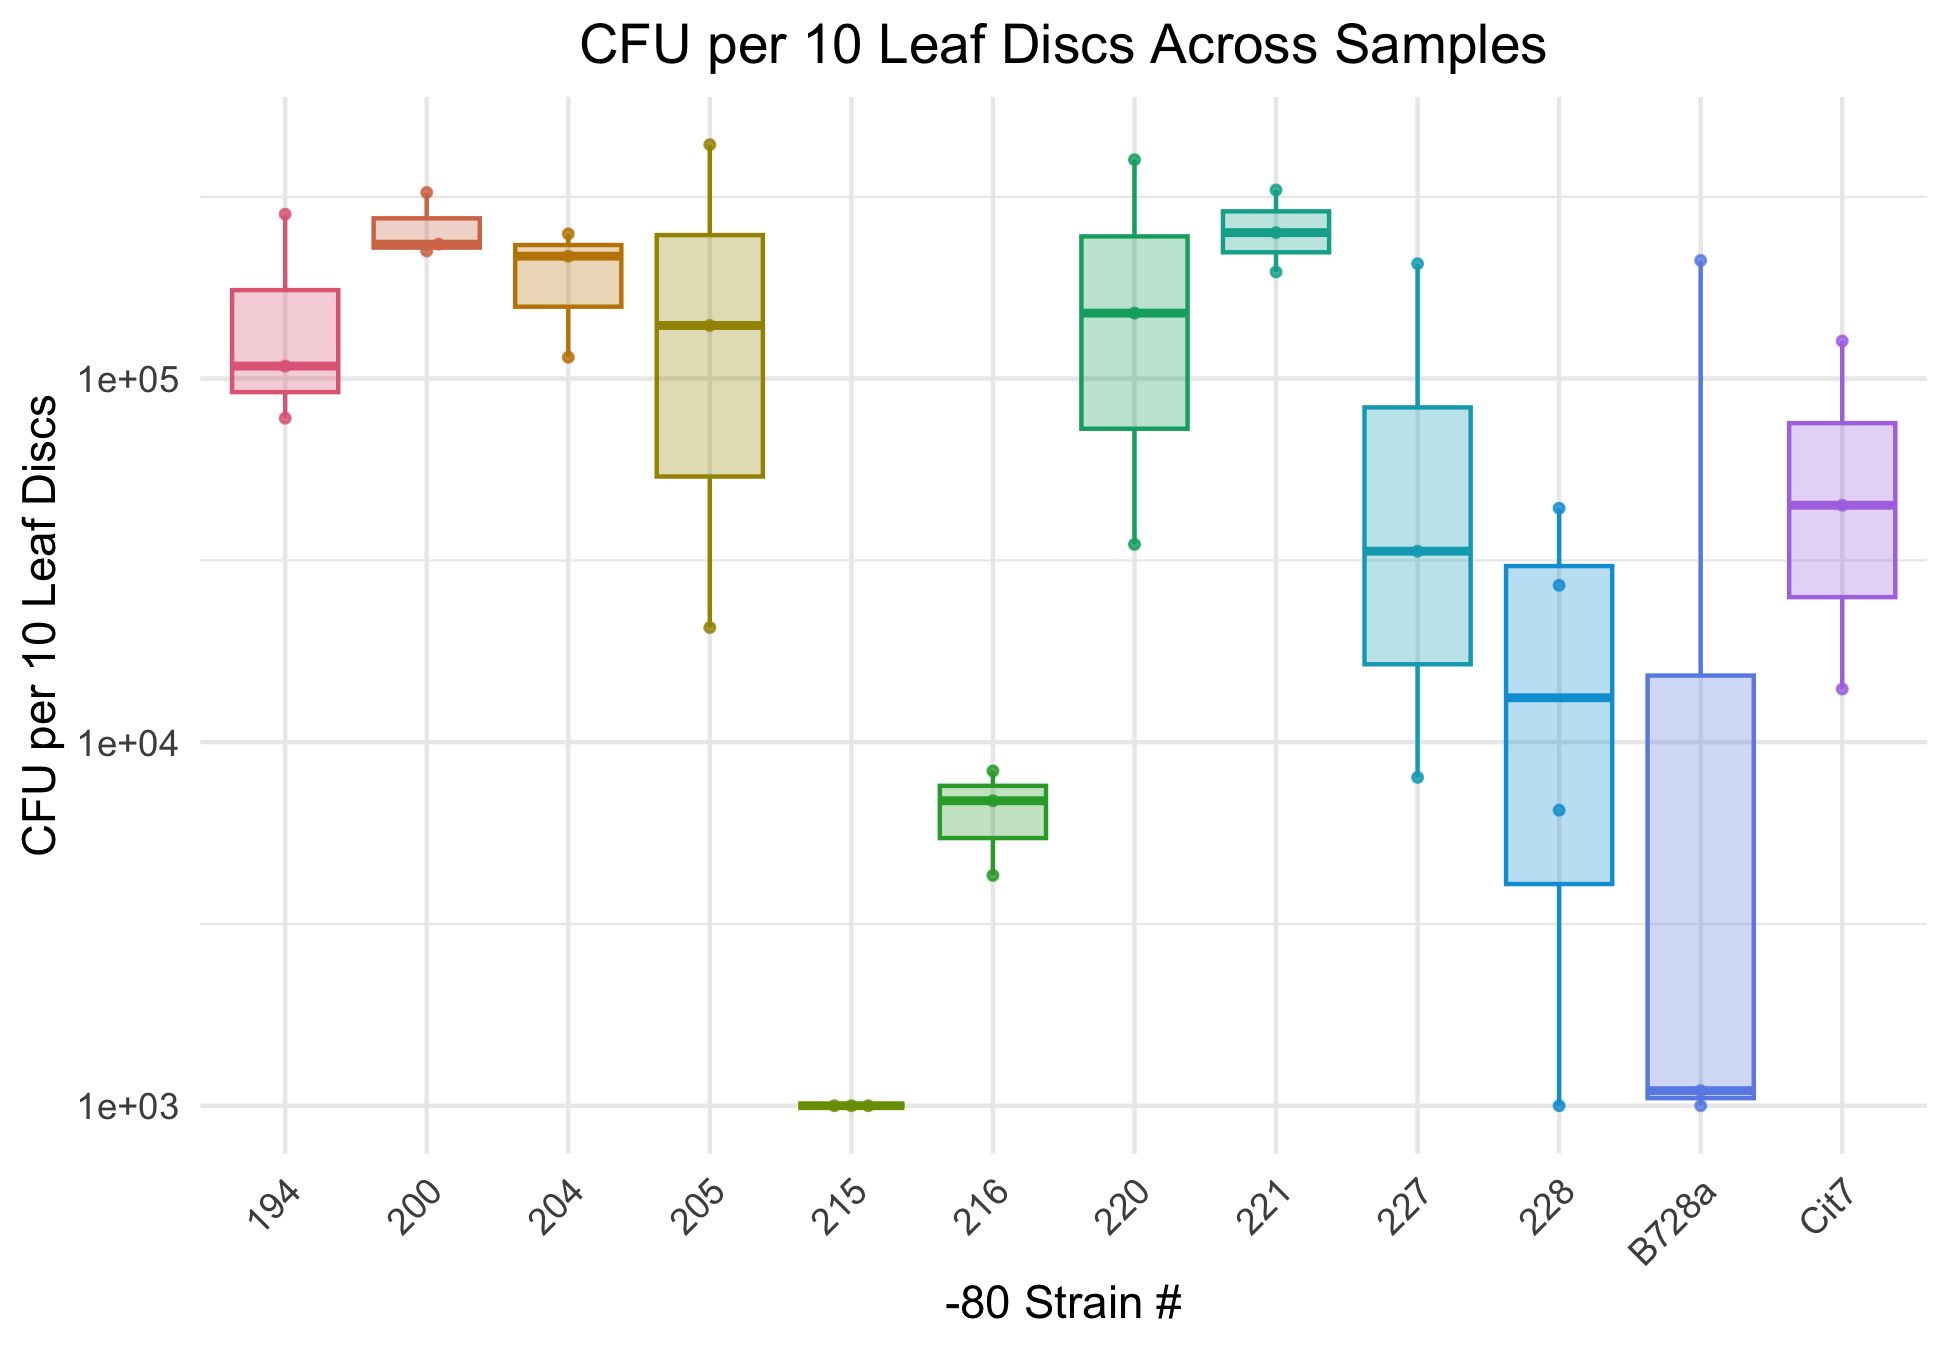 CFU per 10 Leaf Discs Across Samples
CFU per 10 Leaf Discs
1e+05
1e+04
1e+03
194
200
204
205
215
216
220
221
227
228
B728a
Cit7
-80 Strain #